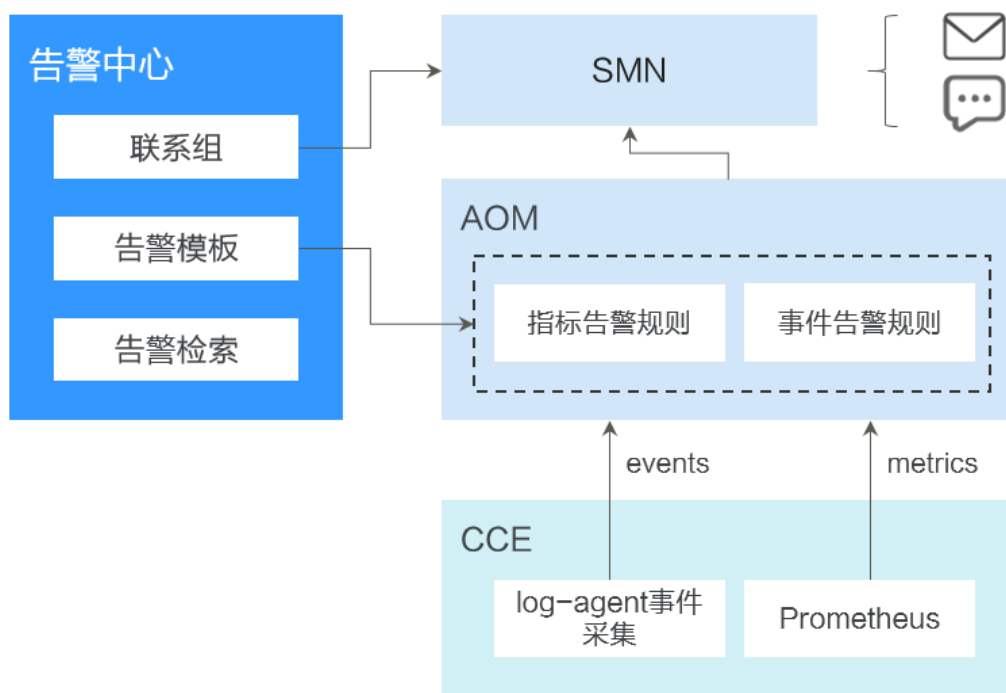 告警中心
联系组
告警模板
告警检索
SMN
AOM
指标告警规则
事件告警规则
events
metrics
CCE
log-agent事件
采集
Prometheus